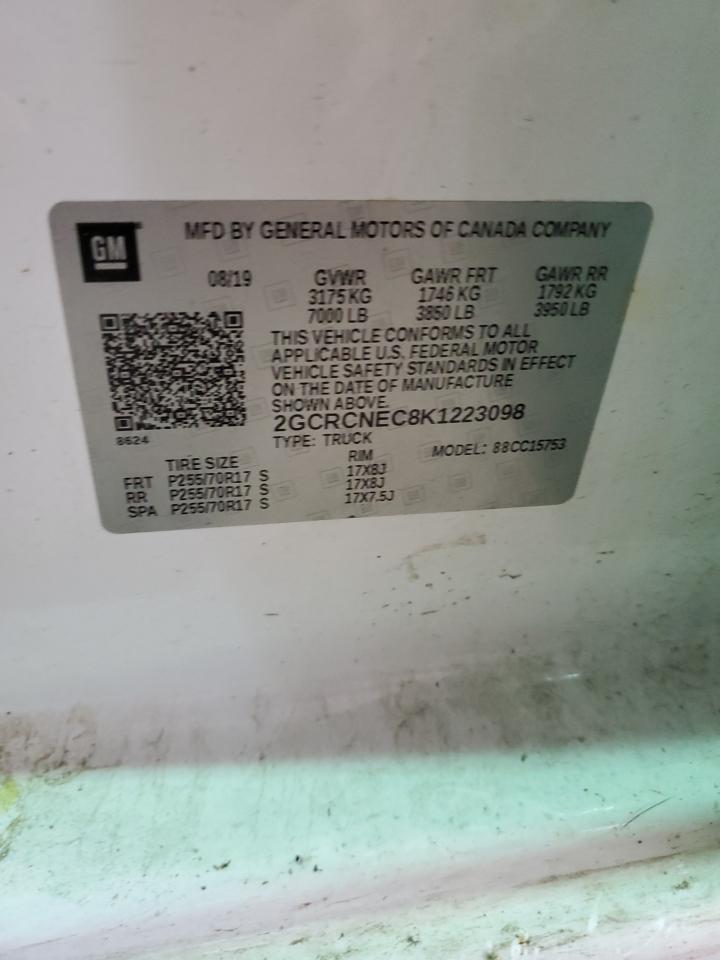 GM
MFD BY GENERAL MOTORS OF CANADA COMPANY
08/19 GVWR GAWR FRT GAWR RR
3175 KG 1746 KG 1792 KG
7000 LB 3850 LB 3950 LB
THIS VEHICLE CONFORMS TO ALL
APPLICABLE U.S. FEDERAL MOTOR
VEHICLE SAFETY STANDARDS IN EFFECT
ON THE DATE OF MANUFACTURE
SHOWN ABOVE.
2GCRCNEC8K1223098
8624
TYPE: TRUCK MODEL: 88CC15753
TIRE SIZE RIM
FRT P255/70R17 S 17X8J
RR P255/70R17 S 17X8J
SPA P255/70R17 S 17X7.5J